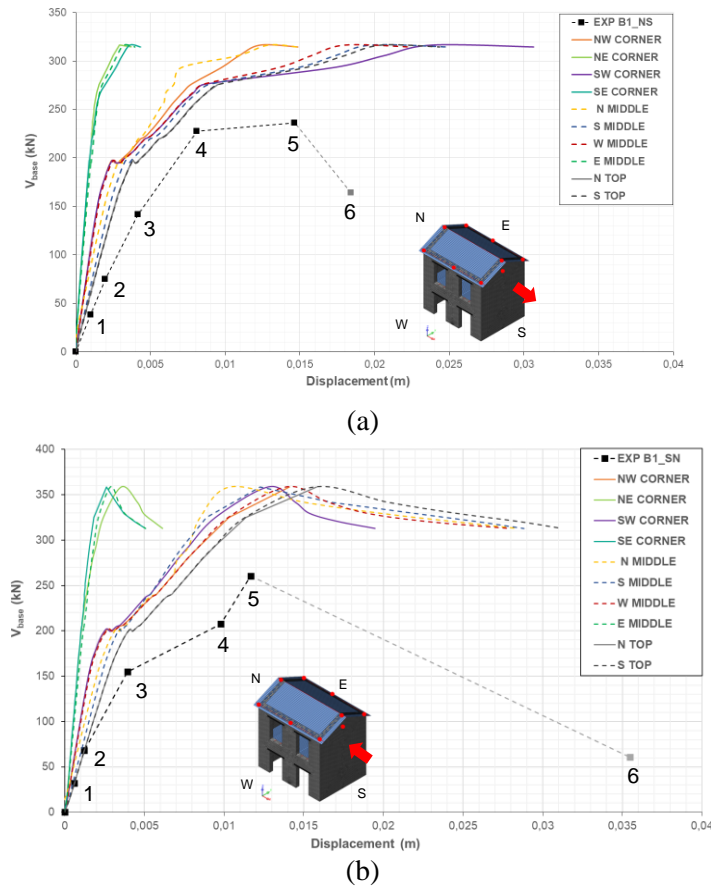 350
300
250
200
150
100
50
0
V_base (kN)
0
0,005
0,01
0,015
0,02
0,025
0,03
0,035
0,04
Displacement (m)
1
2
3
4
5
6
N
E
W
S
EXP B1_NS
NW CORNER
NE CORNER
SW CORNER
SE CORNER
N MIDDLE
S MIDDLE
W MIDDLE
E MIDDLE
N TOP
S TOP
(a)
400
350
300
250
200
150
100
50
0
V_base (kN)
0
0,005
0,01
0,015
0,02
0,025
0,03
0,035
0,04
Displacement (m)
1
2
3
4
5
6
N
E
W
S
EXP B1_SN
NW CORNER
NE CORNER
SW CORNER
SE CORNER
N MIDDLE
S MIDDLE
W MIDDLE
E MIDDLE
N TOP
S TOP
(b)